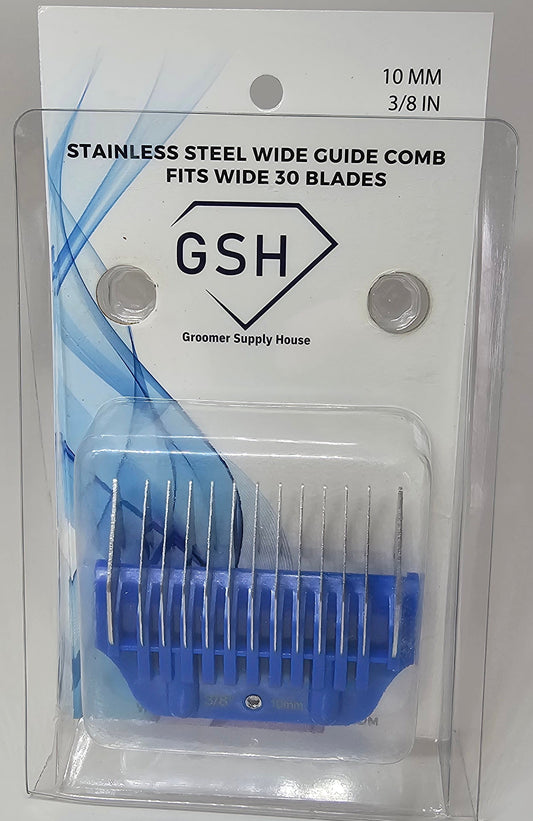 10 MM
3/8 IN
STAINLESS STEEL WIDE GUIDE COMB
FITS WIDE 30 BLADES
GSH
Groomer Supply House
3/8" 10mm
OM